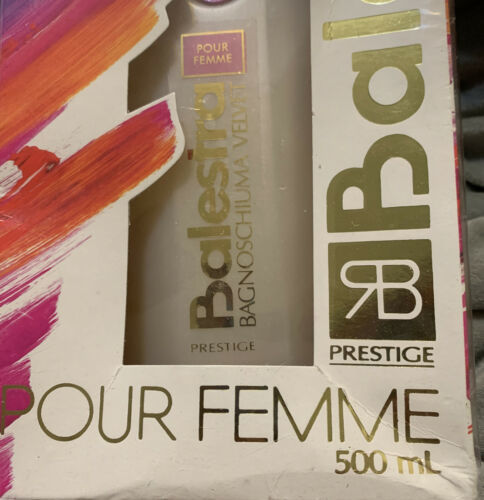 POUR
FEMME
Balestra
BAGNOSCHIUMA VELVET
PRESTIGE
Bal
RB
PRESTIGE
POUR FEMME
500 mL